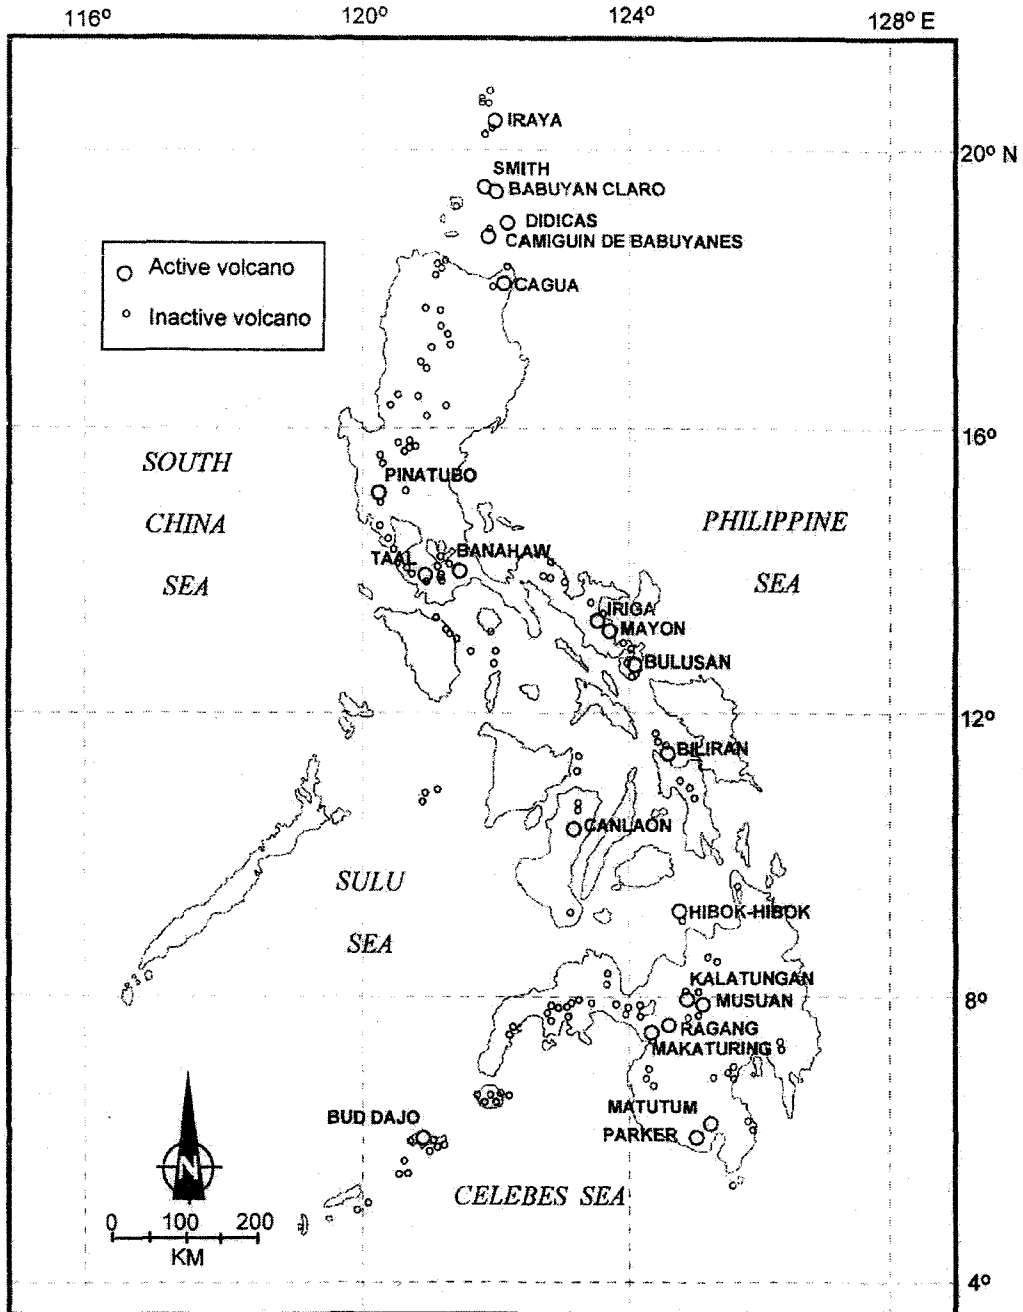 116° 120° 124° 128° E
IRAYA
20° N
SMITH
BABUYAN CLARO
DIDICAS
CAMIGUIN DE BABUYANES
Active volcano
CAGUA
Inactive volcano
16°
SOUTH
CHINA
SEA
PINATUBO
PHILIPPINE
SEA
TAAL
BANAHAW
IRIGA
MAYON
BULUSAN
12°
BILIRAN
CANLAON
SULU
SEA
HIBOK-HIBOK
KALATUNGAN
8°
MUSUAN
RAGANG
MAKATURING
BUD DAJO
MATUTUM
PARKER
N
CELEBES SEA
0 100 200
KM
4°